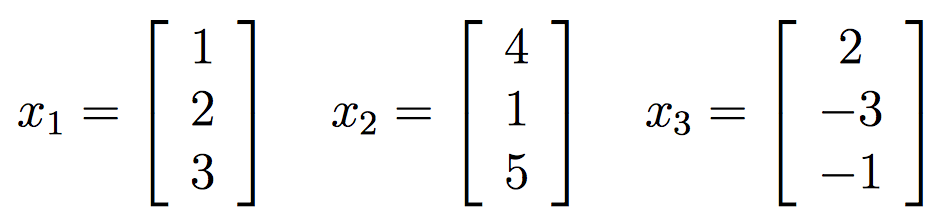 x₁ = [ 1 2 3 ] x₂ = [ 4 1 5 ] x₃ = [ 2 −3 −1 ]